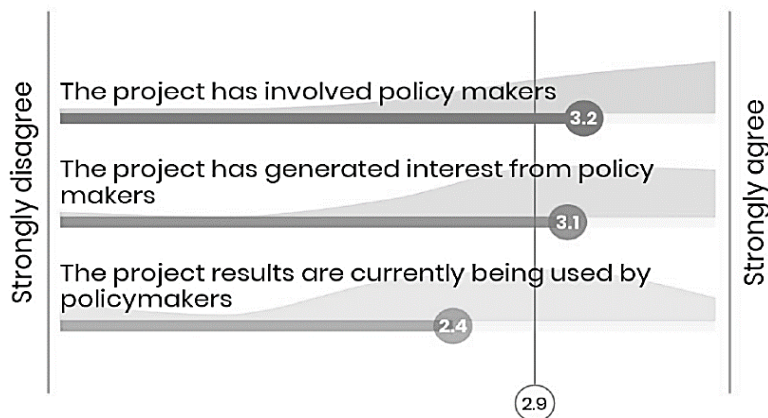 Strongly disagree
The project has involved policy makers
3.2
The project has generated interest from policy
makers
3.1
The project results are currently being used by
policymakers
2.4
2.9
Strongly agree